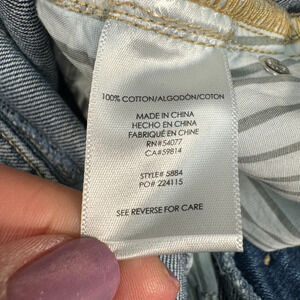 100% COTTON/ALGODÓN/COTON
MADE IN CHINA
HECHO EN CHINA
FABRIQUÉ EN CHINE
RN#54077
CA#59814
STYLE# 5884
PO# 224115
SEE REVERSE FOR CARE